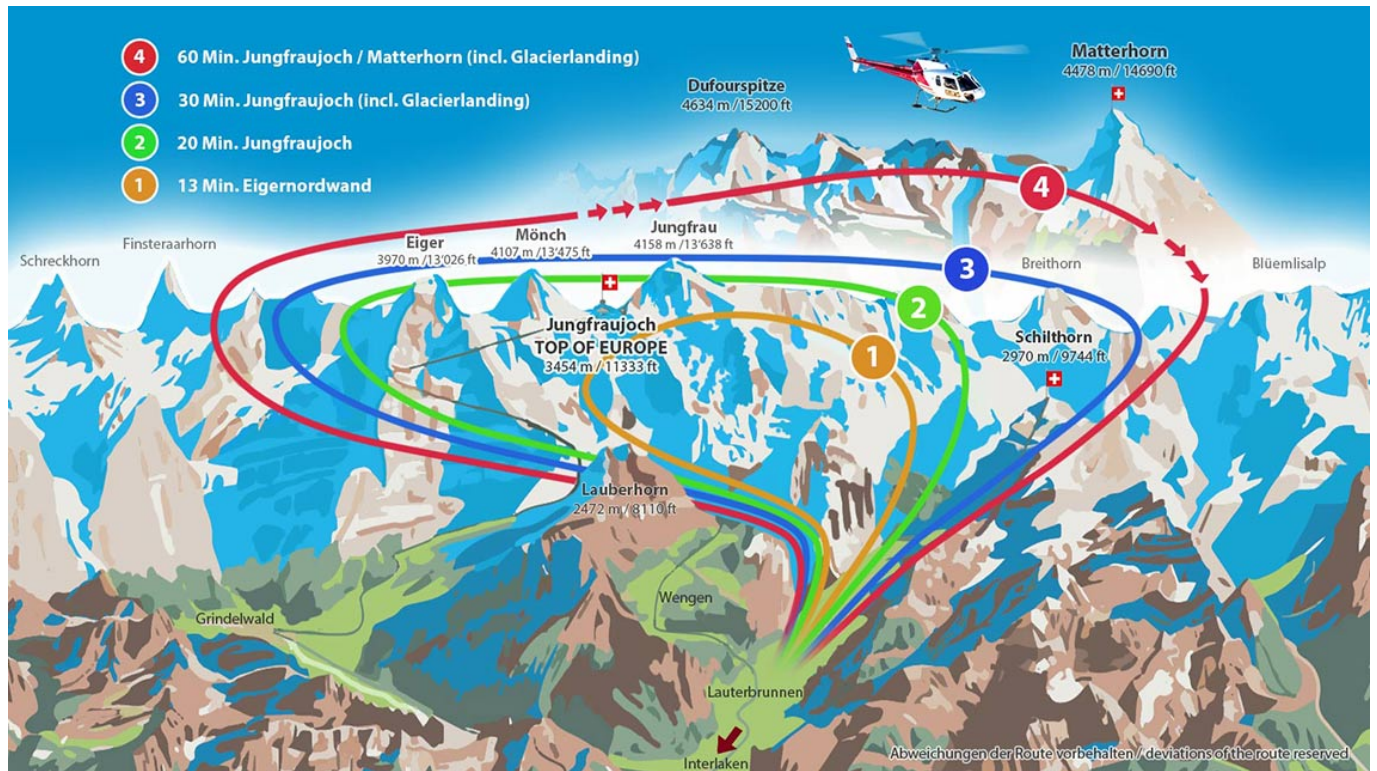 4 60 Min. Jungfraujoch / Matterhorn (incl. Glacierlanding)
3 30 Min. Jungfraujoch (incl. Glacierlanding)
2 20 Min. Jungfraujoch
1 13 Min. Eigernordwand
Matterhorn
4478 m / 14690 ft
Dufourspitze
4634 m /15200 ft
4
Schreckhorn
Finsteraarhorn
Eiger
3970 m /13'026 ft
Mönch
4107 m /13'475 ft
Jungfrau
4158 m /13'638 ft
3
Breithorn
Blüemlisalp
2
Jungfraujoch
TOP OF EUROPE
3454 m / 11333 ft
1
Schilthorn
2970 m / 9744 ft
Lauberhorn
2472 m / 8110 ft
Grindelwald
Wengen
Lauterbrunnen
Interlaken
Abweichungen der Route vorbehalten / deviations of the route reserved